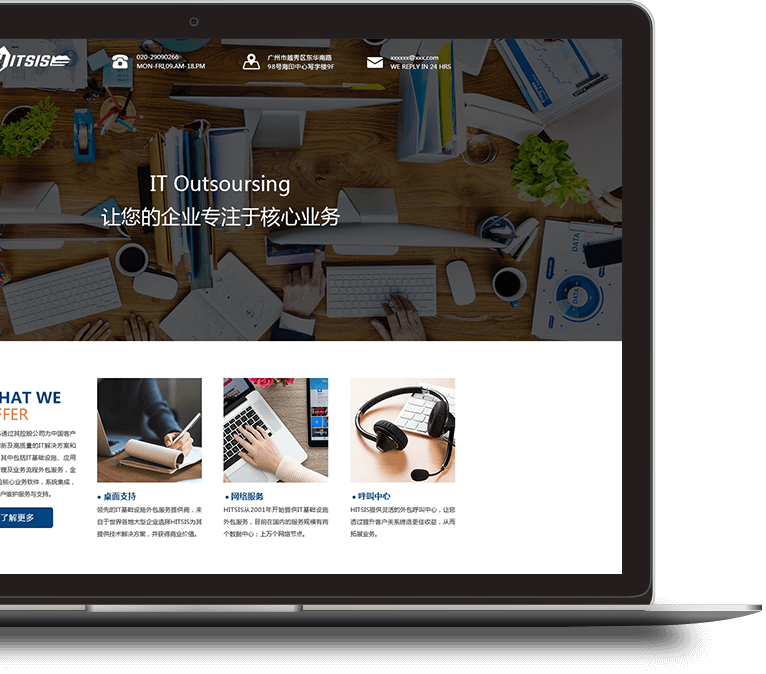 HITSIS
020-29090266
MON-FRI,09.AM-18.PM
广州市越秀区东华南路
98号海印中心写字楼9F
xxxxxx@xxx.com
WE REPLY IN 24 HRS
IT Outsoursing
让您的企业专注于核心业务
DATA
DATA
HAT WE
FFER
通过其控股公司为中国客户
新及高质量的IT解决方案和
其中包括IT基础设施、应用
理及业务流程外包服务,金
核心业务软件,系统集成,
户维护服务与支持。
了解更多
• 桌面支持
领先的IT基础设施外包服务提供商,来
自于世界各地大型企业选择HITSIS为其
提供技术解决方案,并获得商业价值。
• 网络服务
HITSIS从2001年开始提供IT基础设施
外包服务,目前在国内的服务规模有两
个数据中心;上万个网络节点。
• 呼叫中心
HITSIS提供灵活的外包呼叫中心,让您
透过提升客户关系缔造更佳收益,从而
拓展业务。